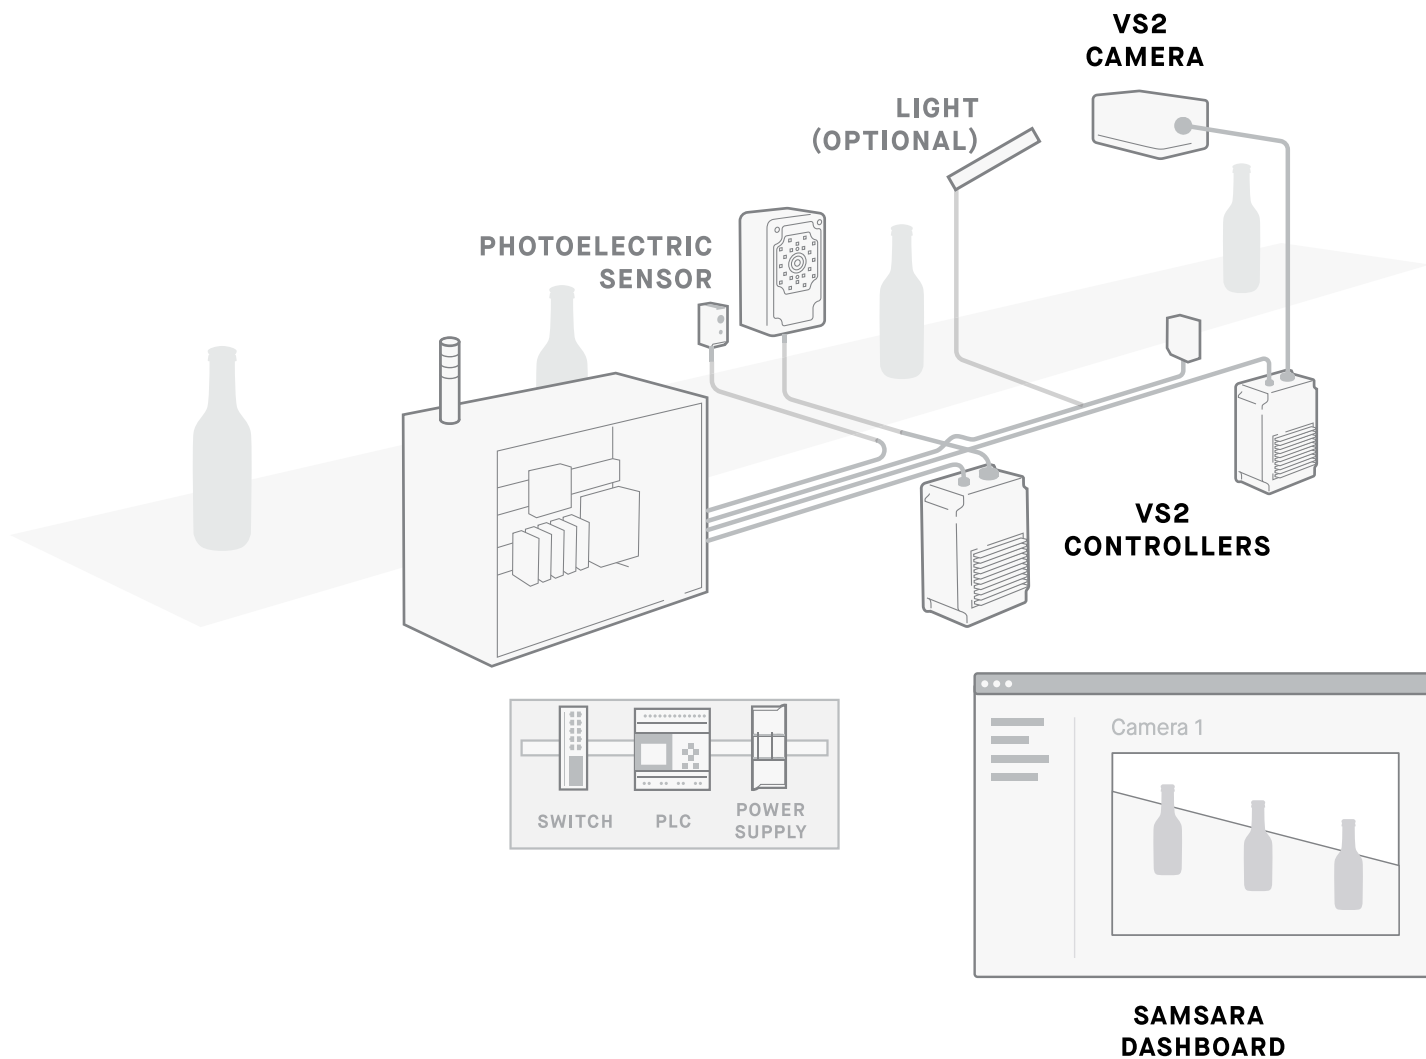 VS2
CAMERA
LIGHT
(OPTIONAL)
PHOTOELECTRIC
SENSOR
VS2
CONTROLLERS
SWITCH
PLC
POWER
SUPPLY
Camera 1
SAMSARA
DASHBOARD